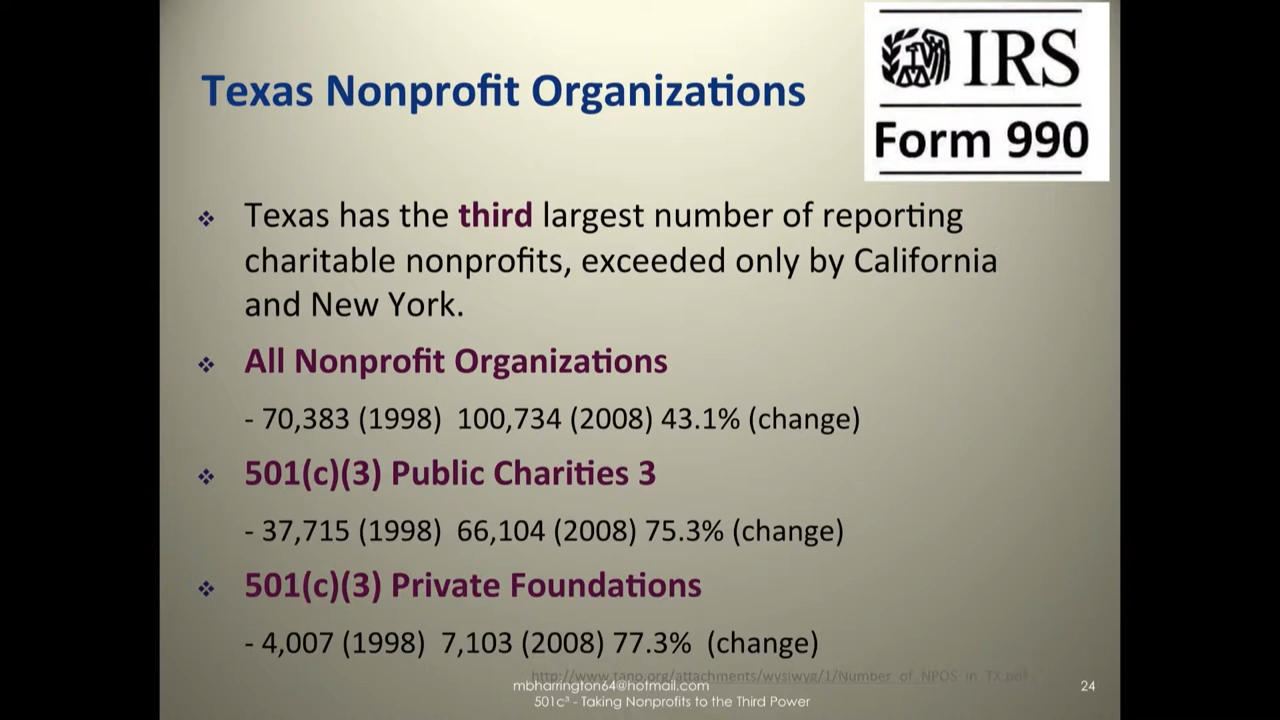 Texas Nonprofit Organizations
IRS
Form 990
Texas has the third largest number of reporting
charitable nonprofits, exceeded only by California
and New York.
All Nonprofit Organizations
- 70,383 (1998) 100,734 (2008) 43.1% (change)
501(c)(3) Public Charities 3
- 37,715 (1998) 66,104 (2008) 75.3% (change)
501(c)(3) Private Foundations
- 4,007 (1998) 7,103 (2008) 77.3% (change)
mbharrington64@hotmail.com
24
501c³ - Taking Nonprofits to the Third Power